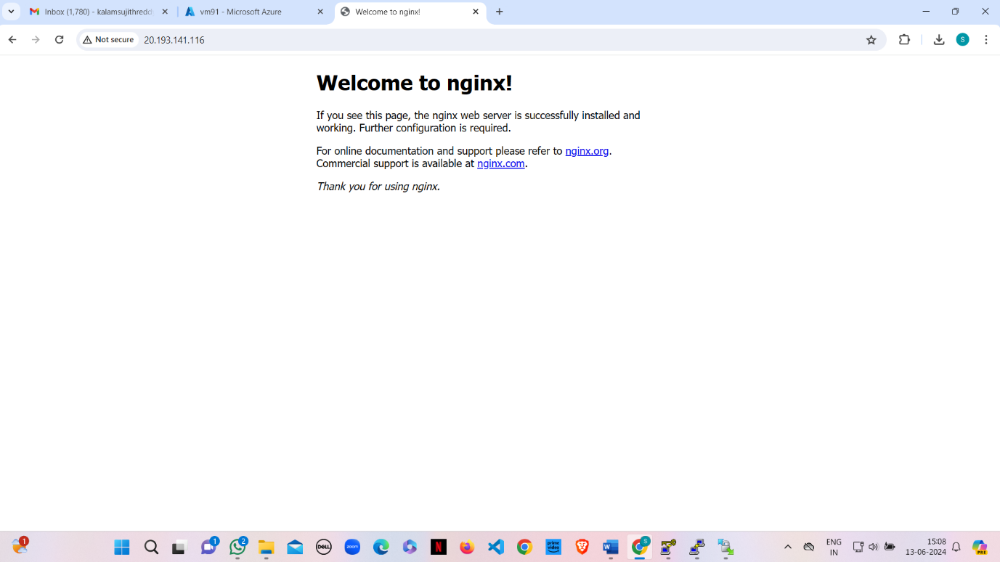 Inbox (1,780) - kalamsujithreddy
vm91 - Microsoft Azure
Welcome to nginx!
Not secure
20.193.141.116
S
Welcome to nginx!
If you see this page, the nginx web server is successfully installed and
working. Further configuration is required.
For online documentation and support please refer to nginx.org.
Commercial support is available at nginx.com.
Thank you for using nginx.
1
1
2
DELL
zoom
N
prime
video
W
S
PRE
ENG
IN
15:08
13-06-2024